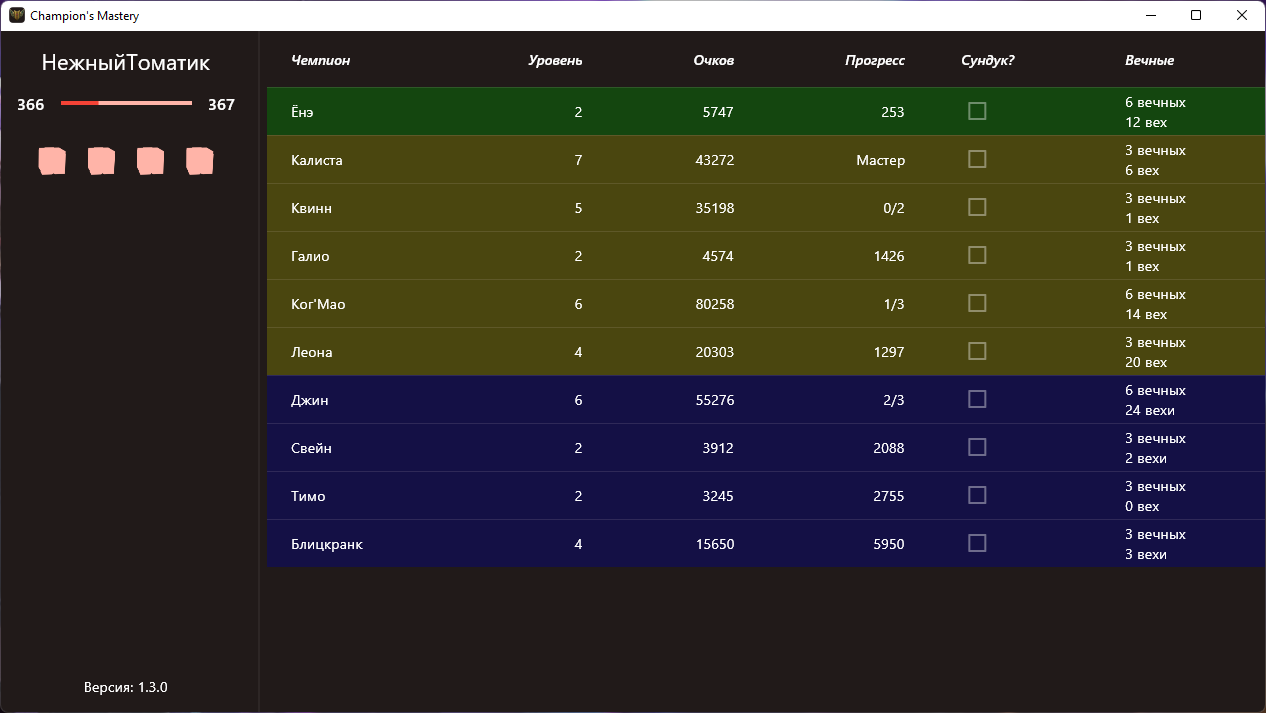 Champion's Mastery
НежныйТоматик
366 367
Чемпион Уровень Очков Прогресс Сундук? Вечные
Ёнэ 2 5747 253 6 вечных
12 вех
Калиста 7 43272 Мастер 3 вечных
6 вех
Квинн 5 35198 0/2 3 вечных
1 вех
Галио 2 4574 1426 3 вечных
1 вех
Ког'Мао 6 80258 1/3 6 вечных
14 вех
Леона 4 20303 1297 3 вечных
20 вех
Джин 6 55276 2/3 6 вечных
24 вехи
Свейн 2 3912 2088 3 вечных
2 вехи
Тимо 2 3245 2755 3 вечных
0 вех
Блицкранк 4 15650 5950 3 вечных
3 вехи
Версия: 1.3.0